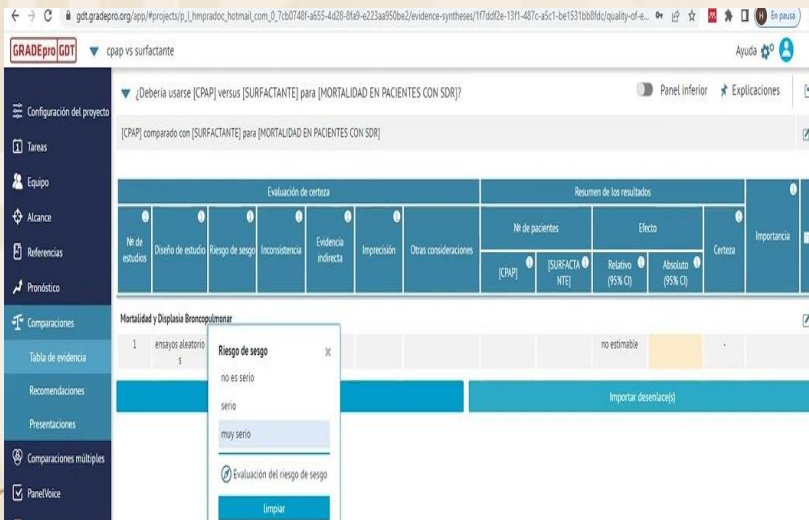 gdt.gradepro.org/app/#projects/p_l_hmpradoc_hotmail_com_0_7cb0748f-a655-4d28-8fa9-e223aa950be2/evidence-syntheses/1f7ddf2e-13f1-487c-a5c1-be1531bb8fdc/quality-of-e...
En pausa
GRADEpro GDT
cpap vs surfactante
Ayuda
¿Debería usarse [CPAP] versus [SURFACTANTE] para [MORTALIDAD EN PACIENTES CON SDR]?
Panel inferior
Explicaciones
[CPAP] comparado con [SURFACTANTE] para [MORTALIDAD EN PACIENTES CON SDR]
Configuración del proyecto
Tareas
Equipo
Alcance
Referencias
Pronóstico
Comparaciones
Tabla de evidencia
Recomendaciones
Presentaciones
Comparaciones múltiples
PanelVoice
Evaluación de certeza
Resumen de los resultados
Nº de
estudios
Diseño de estudio
Riesgo de sesgo
Inconsistencia
Evidencia
indirecta
Imprecisión
Otras consideraciones
Nº de pacientes
Efecto
[CPAP]
[SURFACTA
NTE]
Relativo
(95% CI)
Absoluto
(95% CI)
Certeza
Importancia
Mortalidad y Displasia Broncopulmonar
1
ensayos aleatorio
s
no estimable
-
Riesgo de sesgo
x
no es serio
serio
muy serio
Evaluación del riesgo de sesgo
Limpiar
Importar desenlace(s)